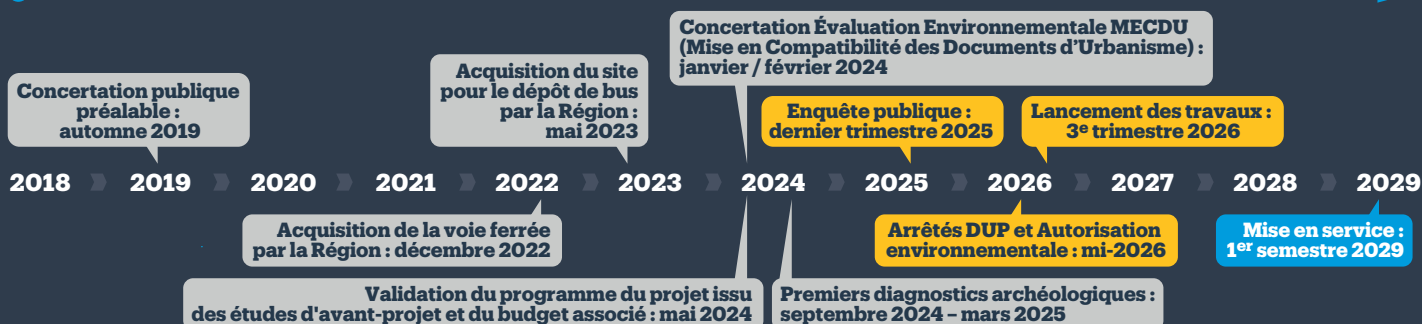 Concertation Évaluation Environnementale MECDU
(Mise en Compatibilité des Documents d'Urbanisme) :
janvier / février 2024
Acquisition du site
pour le dépôt de bus
par la Région :
mai 2023
Concertation publique
préalable :
automne 2019
Enquête publique :
dernier trimestre 2025
Lancement des travaux :
3e trimestre 2026
2018 2019 2020 2021 2022 2023 2024 2025 2026 2027 2028 2029
Acquisition de la voie ferrée
par la Région : décembre 2022
Arrêtés DUP et Autorisation
environnementale : mi-2026
Mise en service :
1er semestre 2029
Validation du programme du projet issu
des études d'avant-projet et du budget associé : mai 2024
Premiers diagnostics archéologiques :
septembre 2024 – mars 2025